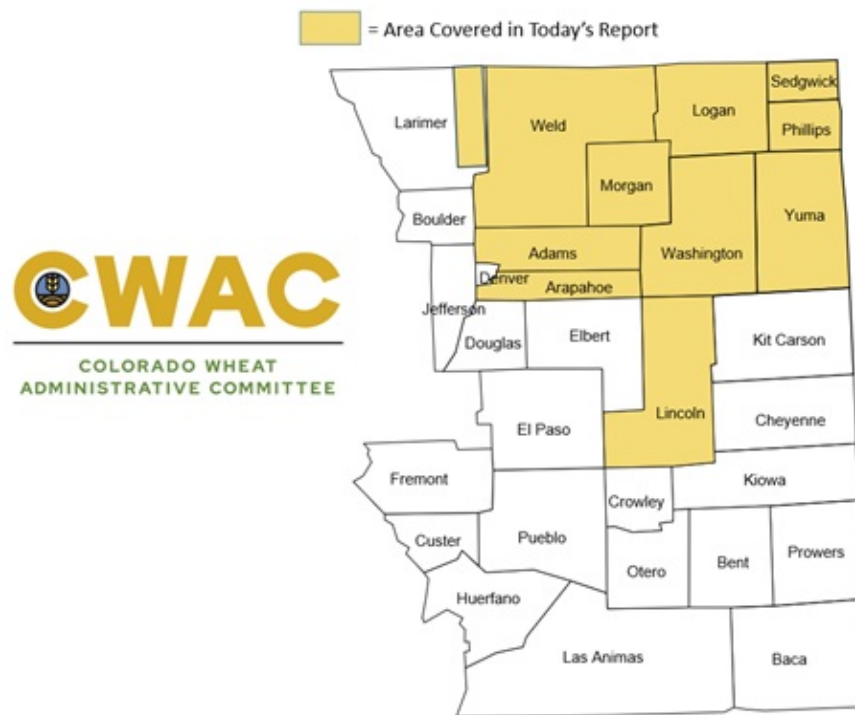 = Area Covered in Today's Report
Sedgwick
Larimer
Weld
Logan
Phillips
Morgan
Boulder
Yuma
Adams
Washington
Denver
Arapahoe
CWAC
Jefferson
Douglas
Elbert
Kit Carson
COLORADO WHEAT
ADMINISTRATIVE COMMITTEE
Lincoln
Cheyenne
El Paso
Fremont
Kiowa
Crowley
Custer
Pueblo
Prowers
Otero
Bent
Huerfano
Las Animas
Baca